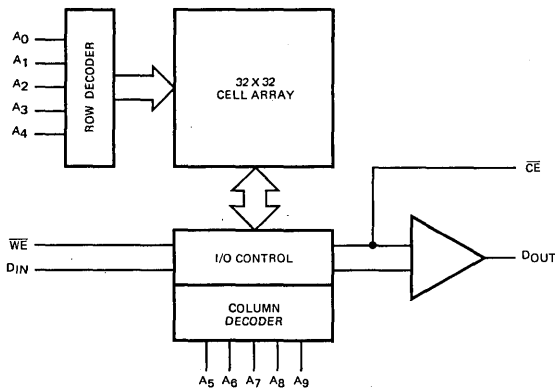 A0
A1
A2
A3
A4
ROW DECODER
32 X 32
CELL ARRAY
CE
WE
DIN
I/O CONTROL
DOUT
COLUMN
DECODER
A5 A6 A7 A8 A9